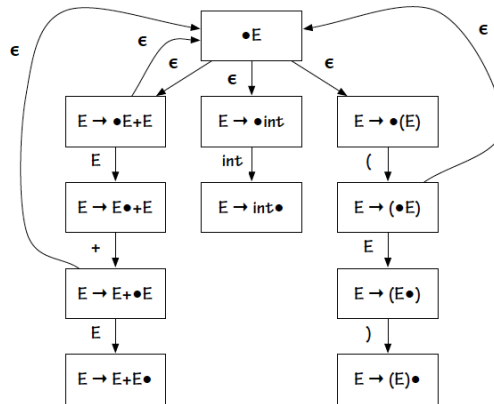 ●E
ϵ ϵ ϵ ϵ ϵ ϵ
E → ●E+E E → ●int E → ●(E)
E int (
E → E●+E E → int● E → (●E)
+ E
E → E+●E E → (E●)
E )
E → E+E● E → (E)●